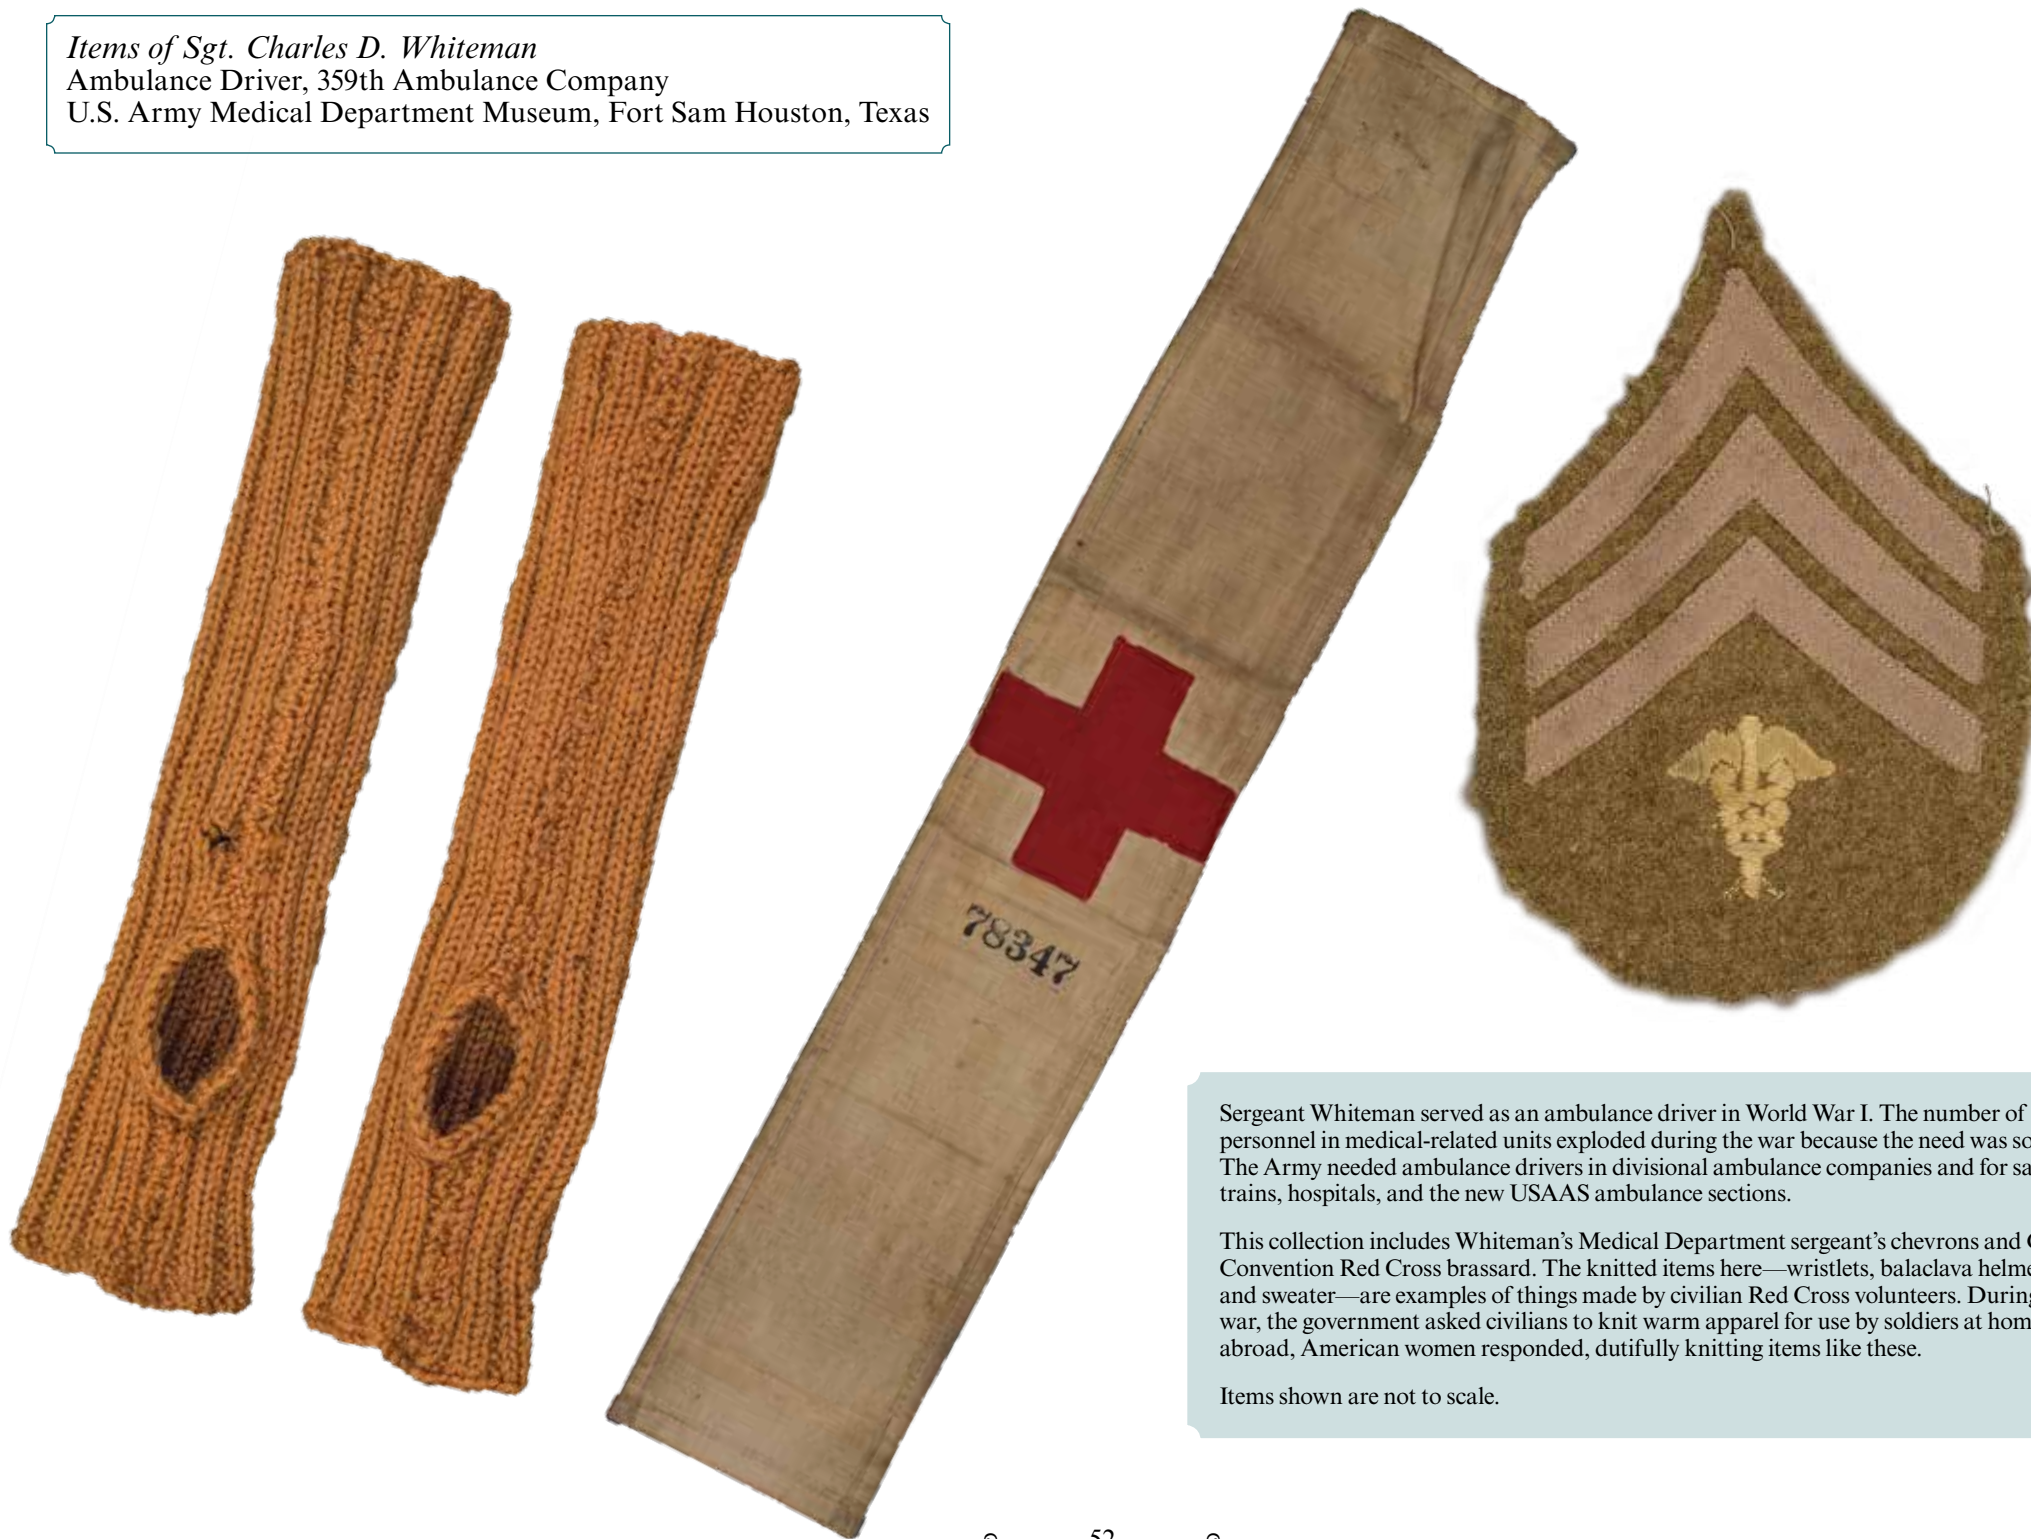 Items of Sgt. Charles D. Whiteman
Ambulance Driver, 359th Ambulance Company
U.S. Army Medical Department Museum, Fort Sam Houston, Texas
78347
Sergeant Whiteman served as an ambulance driver in World War I. The number of
personnel in medical-related units exploded during the war because the need was so
The Army needed ambulance drivers in divisional ambulance companies and for
trains, hospitals, and the new USAAS ambulance sections.
This collection includes Whiteman’s Medical Department sergeant’s chevrons and
Convention Red Cross brassard. The knitted items here—wristlets, balaclava
and sweater—are examples of things made by civilian Red Cross volunteers. During
war, the government asked civilians to knit warm apparel for use by soldiers at
abroad, American women responded, dutifully knitting items like these.
Items shown are not to scale.
52